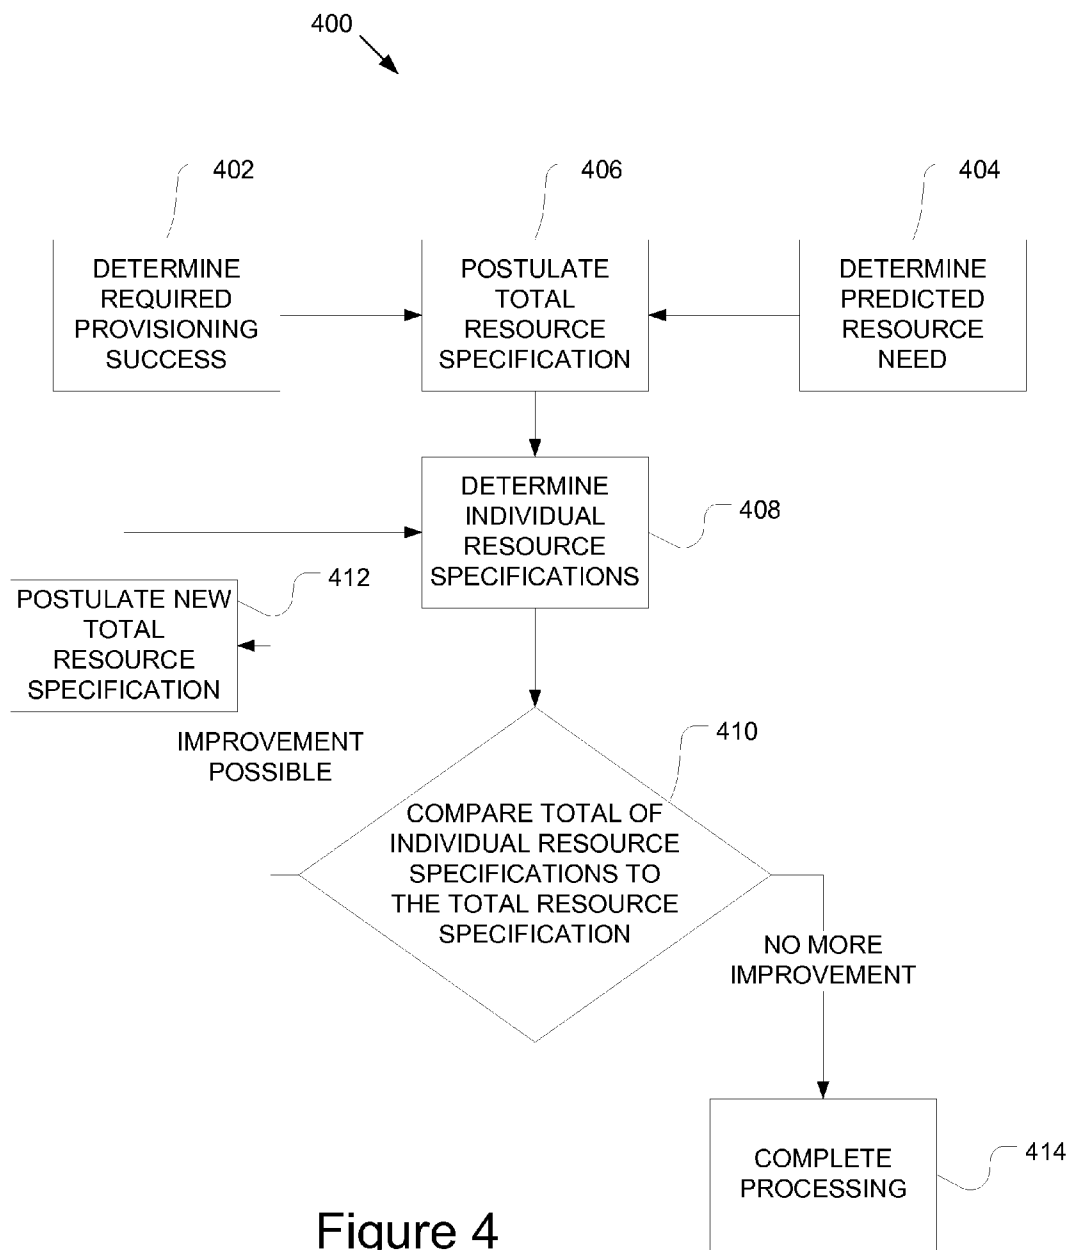 400
402
406
404
DETERMINE
REQUIRED
PROVISIONING
SUCCESS
POSTULATE
TOTAL
RESOURCE
SPECIFICATION
DETERMINE
PREDICTED
RESOURCE
NEED
DETERMINE
INDIVIDUAL
RESOURCE
SPECIFICATIONS
408
412
POSTULATE NEW
TOTAL
RESOURCE
SPECIFICATION
IMPROVEMENT
POSSIBLE
410
COMPARE TOTAL OF
INDIVIDUAL RESOURCE
SPECIFICATIONS TO
THE TOTAL RESOURCE
SPECIFICATION
NO MORE
IMPROVEMENT
COMPLETE
PROCESSING
414
Figure 4